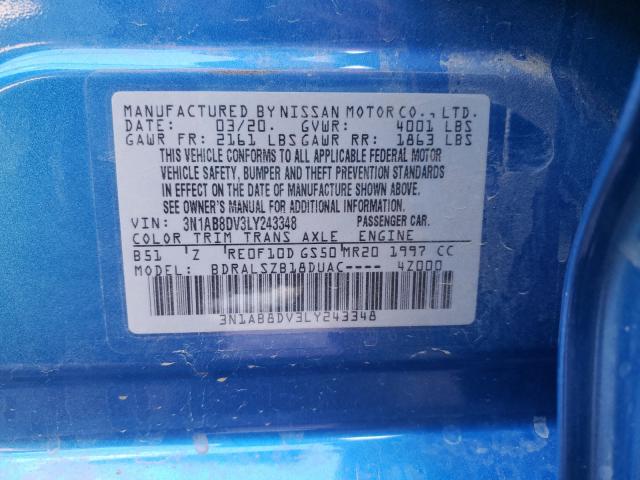 MANUFACTURED BY NISSAN MOTOR CO., LTD.
DATE: 03/20. GVWR: 4001 LBS
GAWR FR: 2161 LBS GAWR RR: 1863 LBS
THIS VEHICLE CONFORMS TO ALL APPLICABLE FEDERAL MOTOR
VEHICLE SAFETY, BUMPER AND THEFT PREVENTION STANDARDS
IN EFFECT ON THE DATE OF MANUFACTURE SHOWN ABOVE.
SEE OWNER'S MANUAL FOR ADDITIONAL INFORMATION.
VIN: 3N1AB8DV3LY243348 PASSENGER CAR.
COLOR TRIM TRANS AXLE ENGINE
B51 Z RE0F10D GS50 MR20 1997 CC
MODEL: BDRALSZB18DUAC---- 4Z000
3N1AB8DV3LY243348